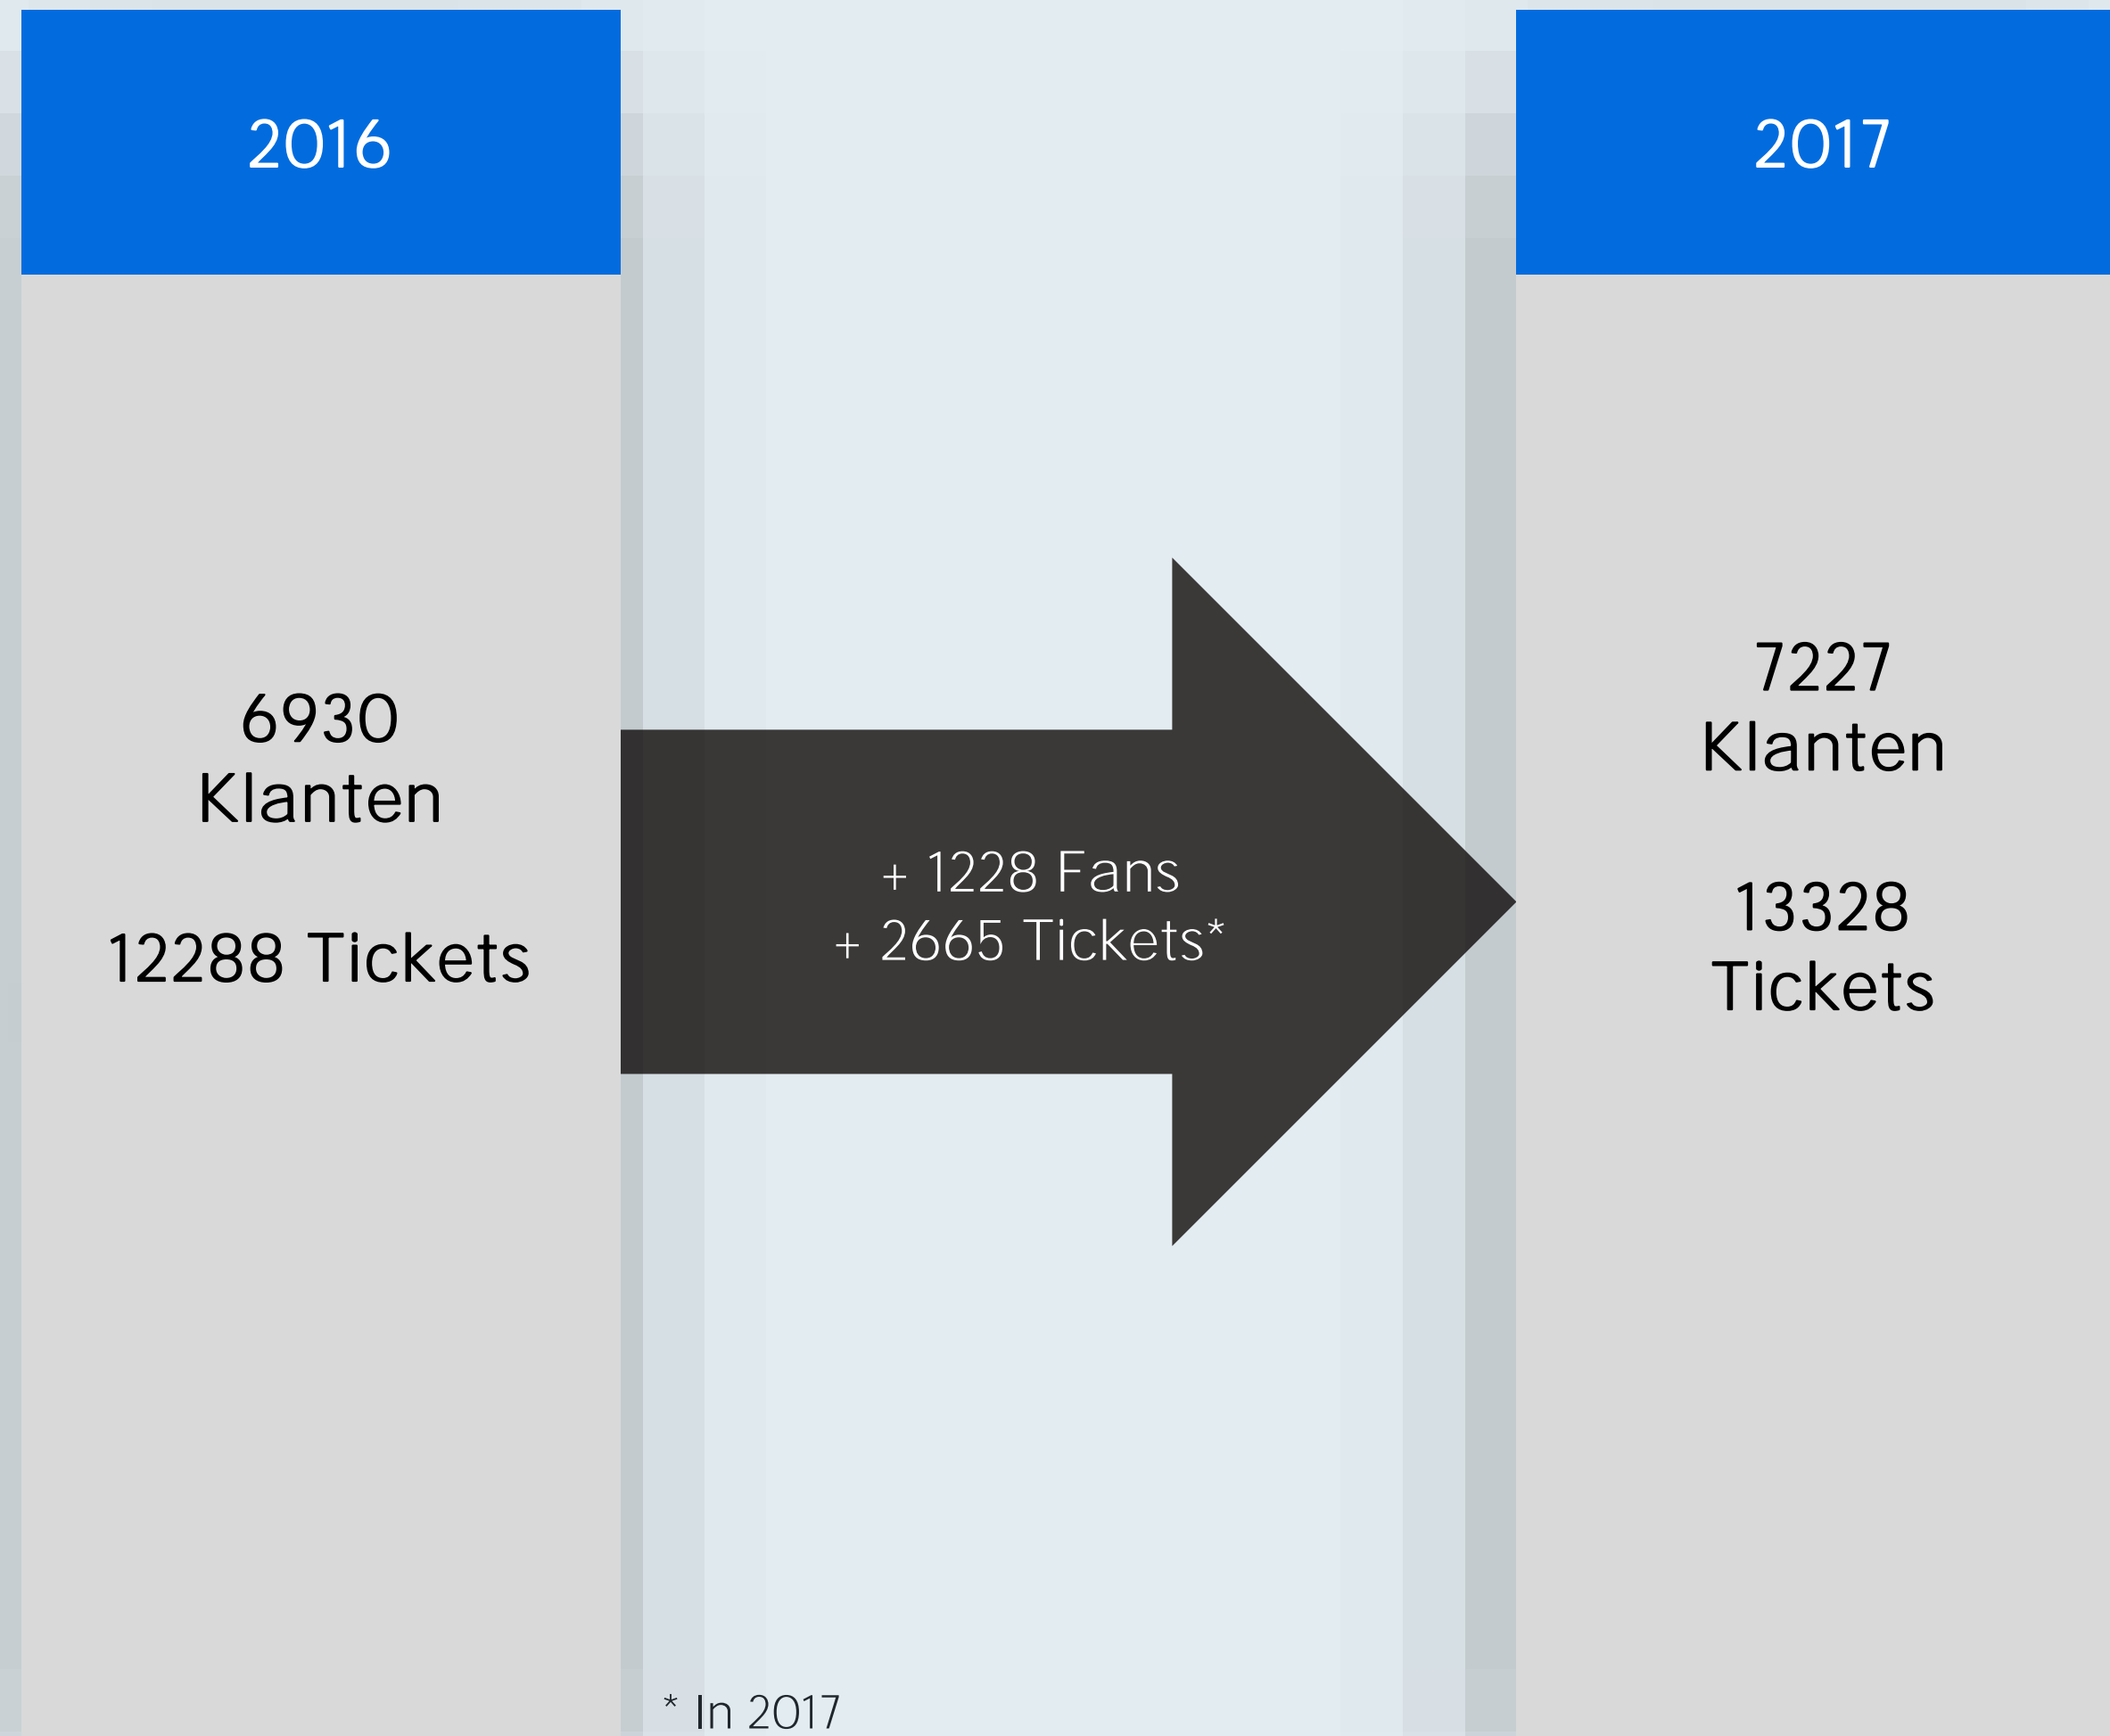 2016
6930
Klanten
12288 Tickets
+ 1228 Fans
+ 2665 Tickets*
2017
7227
Klanten
13328
Tickets
* In 2017